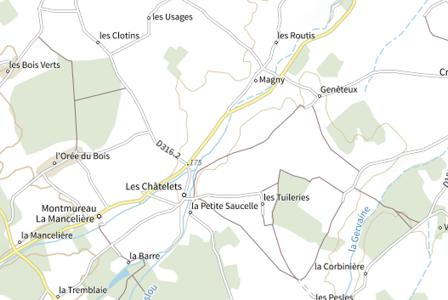 les Usages
les Clotins
les Routis
les Bois Verts
Magny
Genêteux
Cr
D316.2
175
l'Orée du Bois
Les Châtelets
les Tuileries
la Petite Saucelle
Montmureau
La Mancelière
la Mancelière
la Gervaine
la Barre
la Corbinière
la Tremblaie
les Pesles